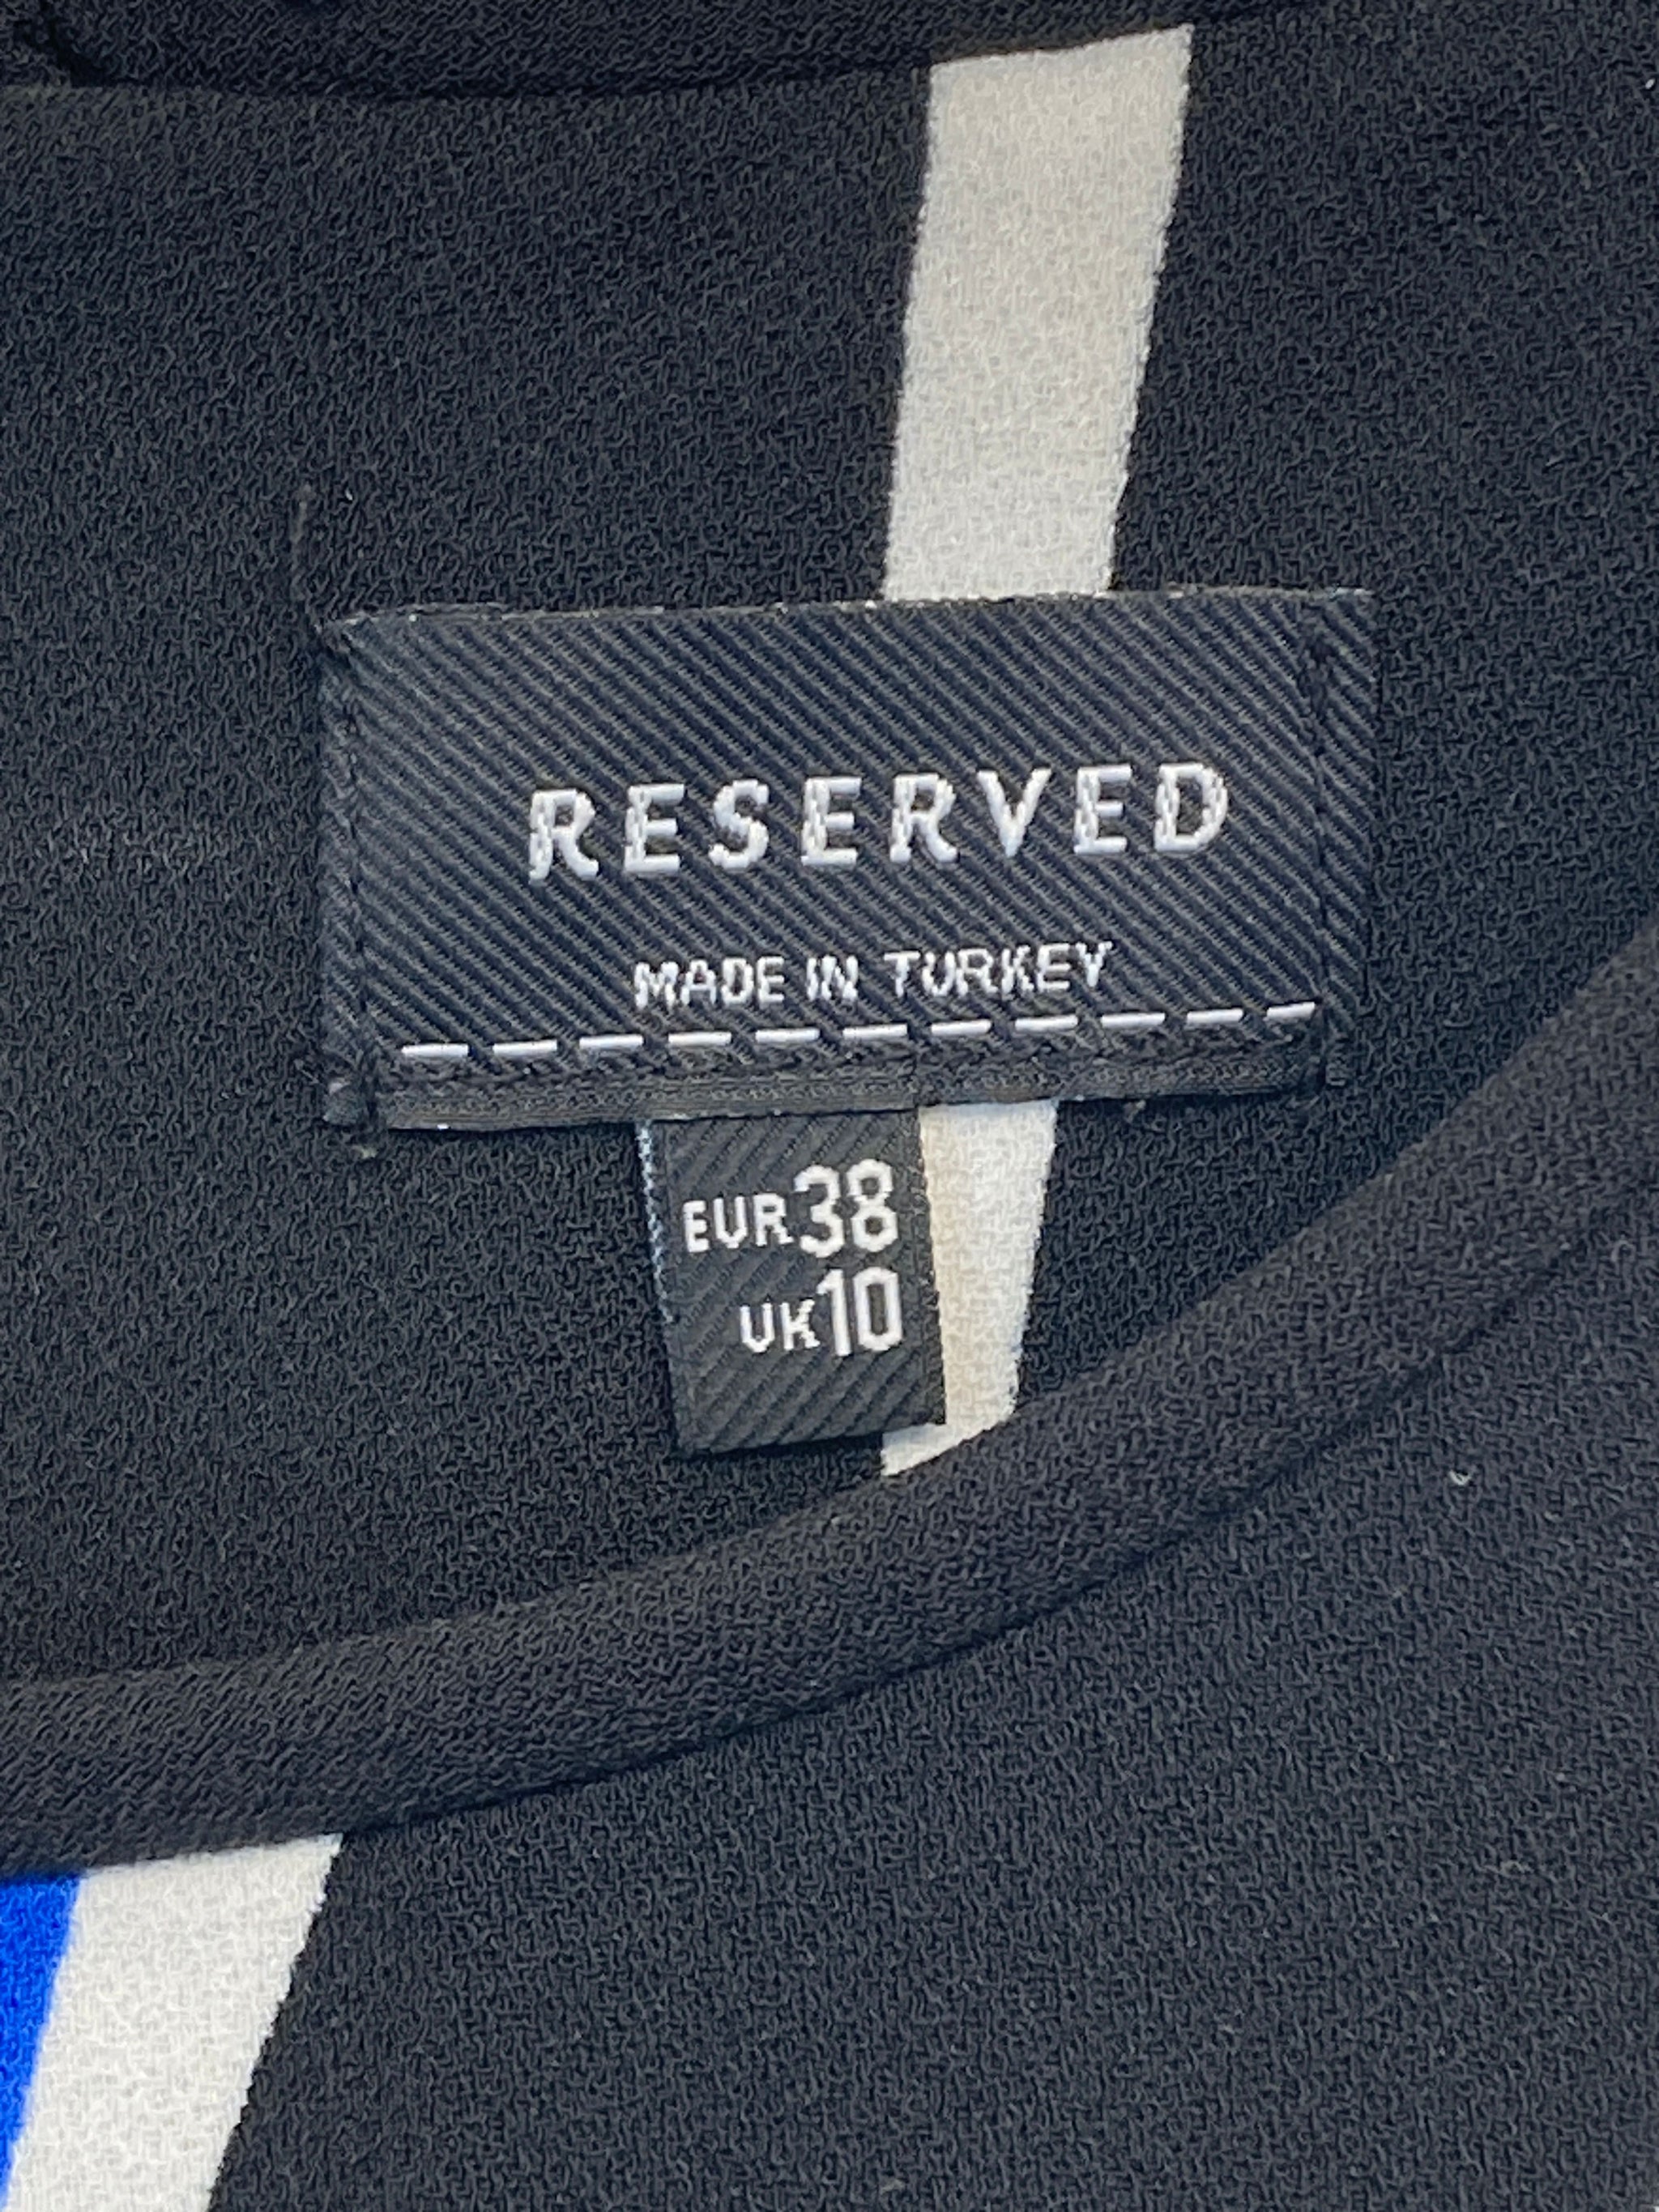 RESERVED
MADE IN TURKEY
EUR 38
UK 10